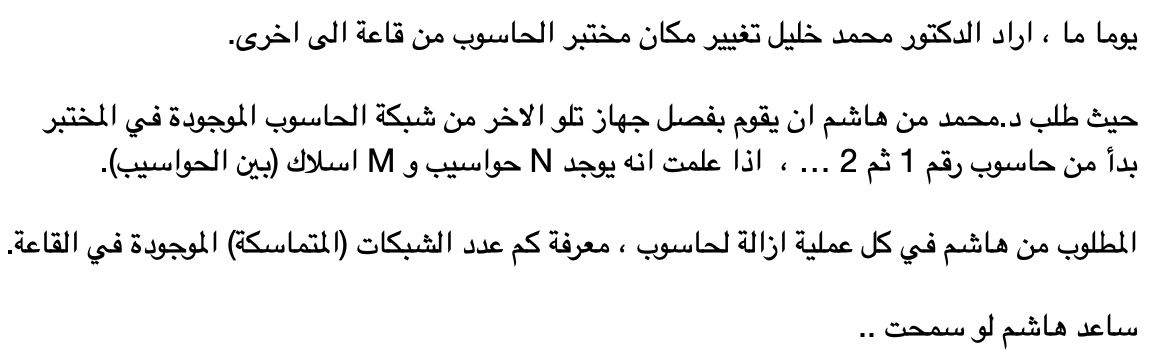 يوما ما ، اراد الدكتور محمد خليل تغيير مكان مختبر الحاسوب من قاعة الى اخرى.
حيث طلب د.محمد من هاشم ان يقوم بفصل جهاز تلو الاخر من شبكة الحاسوب الموجودة في المختبر
بدأ من حاسوب رقم 1 ثم 2 ... ، اذا علمت انه يوجد N حواسيب و M اسلاك (بين الحواسيب).
المطلوب من هاشم في كل عملية ازالة لحاسوب ، معرفة كم عدد الشبكات (المتماسكة) الموجودة في القاعة.
ساعد هاشم لو سمحت ..